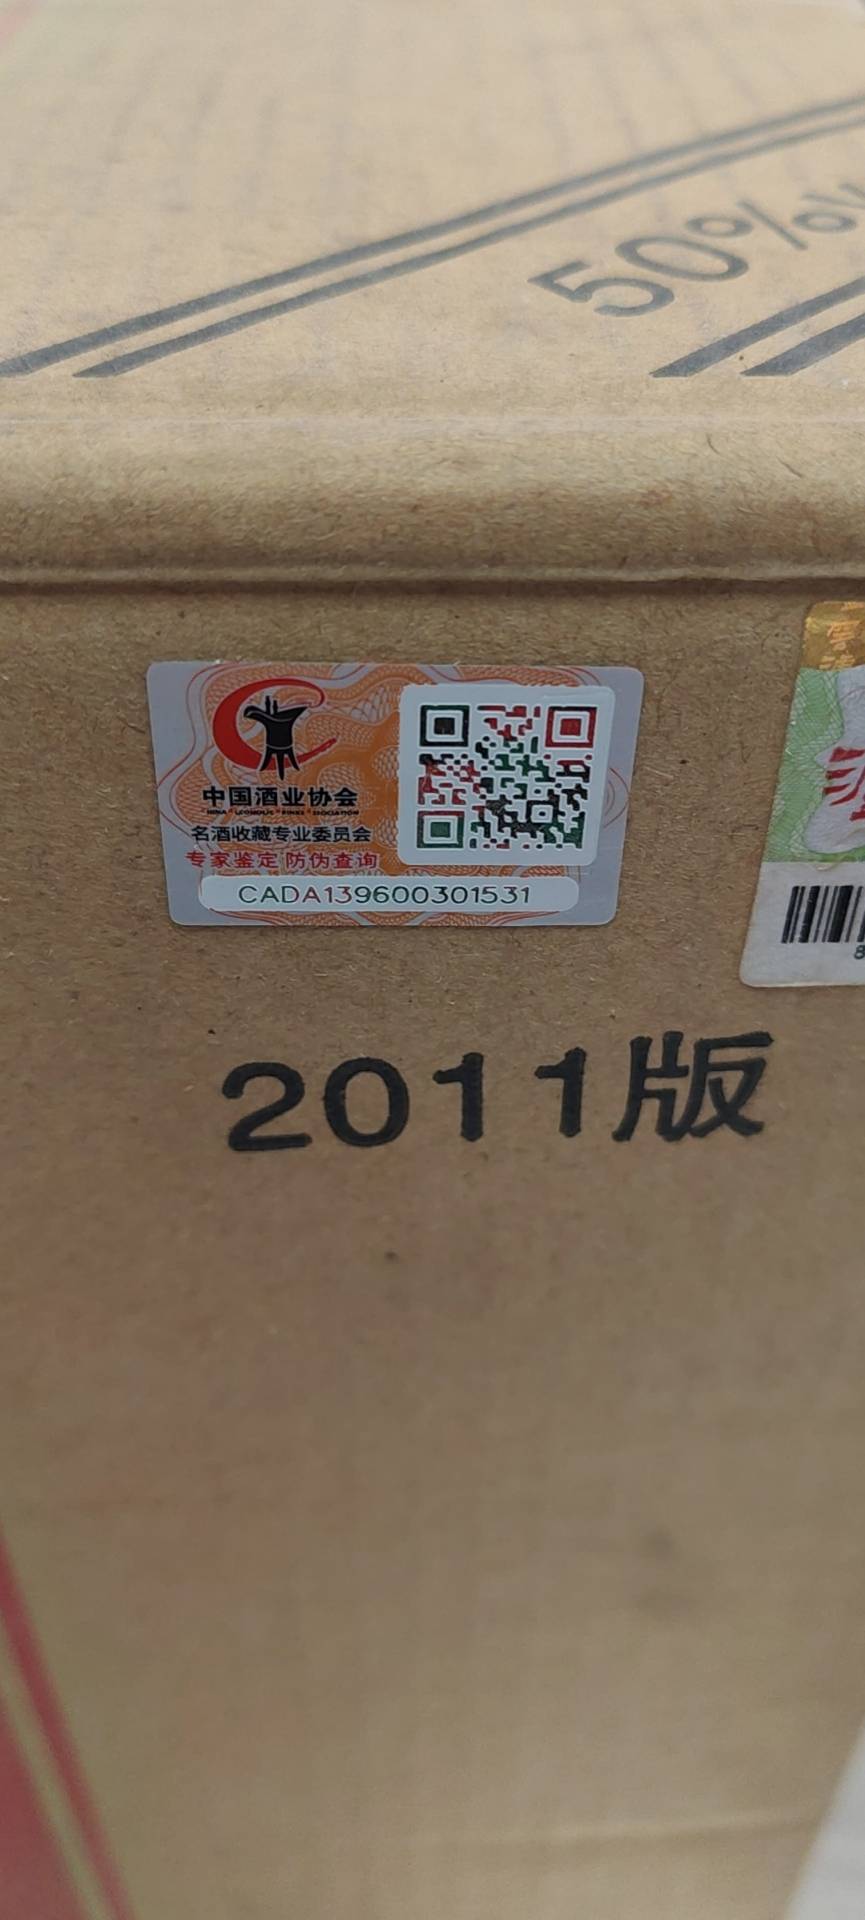 50%
中国酒业协会
名酒收藏专业委员会
专家鉴定 防伪查询
CADA139600301531
2011版
8